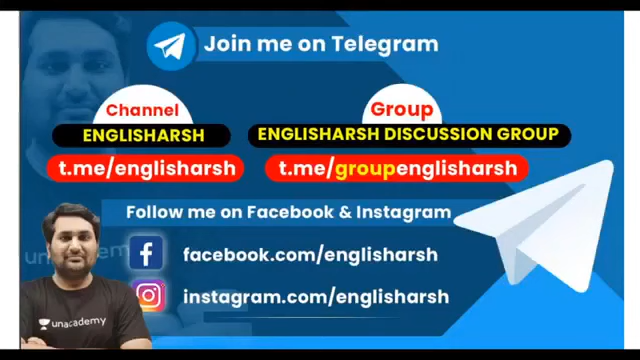 Join me on Telegram
Channel
ENGLISHARSH
t.me/englisharsh
Group
ENGLISHARSH DISCUSSION GROUP
t.me/groupenglisharsh
Follow me on Facebook & Instagram
facebook.com/englisharsh
instagram.com/englisharsh
unacademy
unacademy